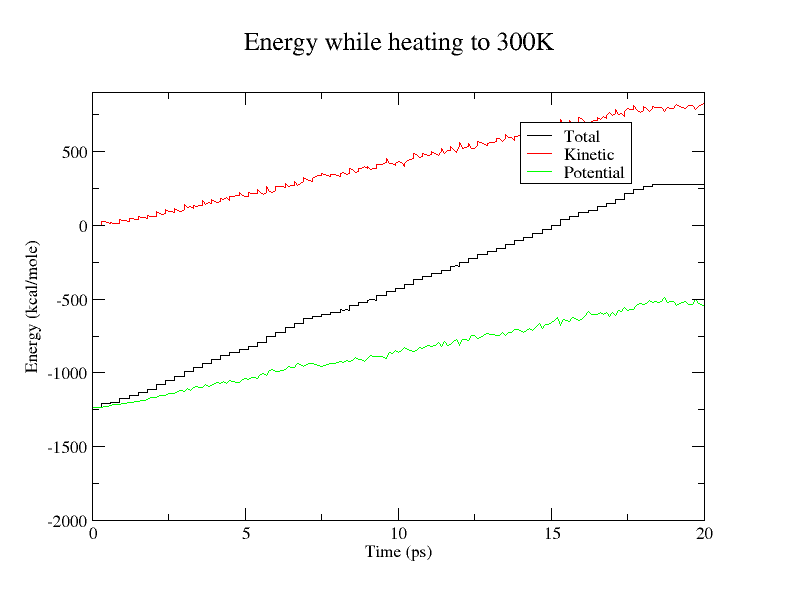 Energy while heating to 300K
Total
Kinetic
Potential
500
0
-500
-1000
-1500
-2000
Energy (kcal/mole)
0 5 10 15 20
Time (ps)